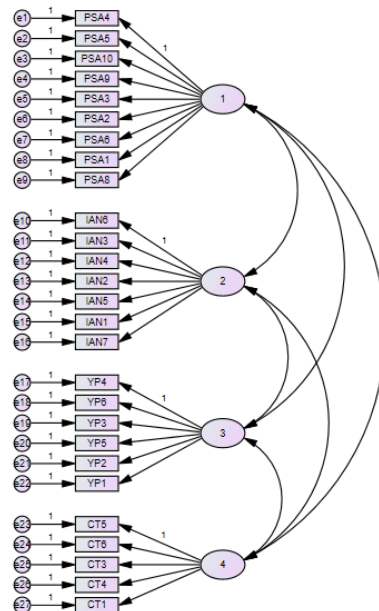 e1 1 PSA4
e2 1 PSA5 1
e3 1 PSA10
e4 1 PSA9
e5 1 PSA3 1
e6 1 PSA2
e7 1 PSA6
e8 1 PSA1
e9 1 PSA8
e10 1 IAN6
e11 1 IAN3 1
e12 1 IAN4
e13 1 IAN2 2
e14 1 IAN5
e15 1 IAN1
e16 1 IAN7
e17 1 YP4
e18 1 YP6 1
e19 1 YP3
e20 1 YP5 3
e21 1 YP2
e22 1 YP1
e23 1 CT5
e24 1 CT6 1
e25 1 CT3 4
e26 1 CT4
e27 1 CT1